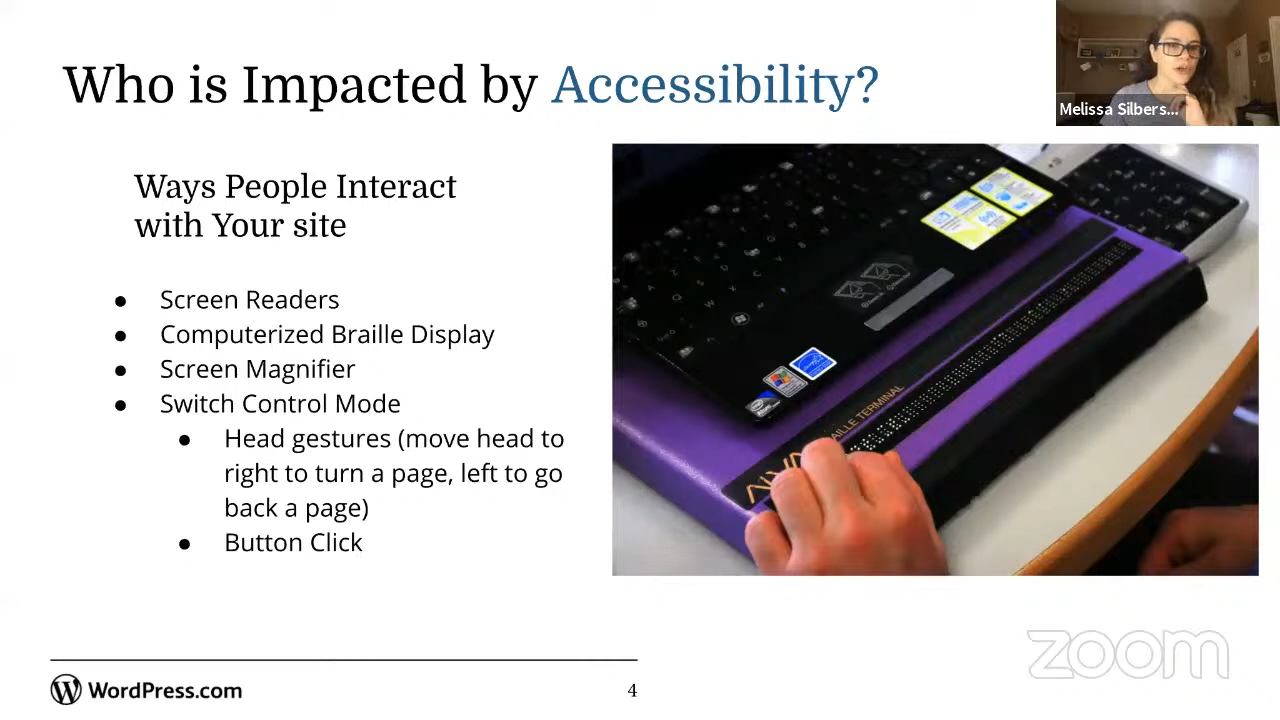 Who is Impacted by Accessibility?
Melissa Silbers...
Ways People Interact
with Your site
● Screen Readers
● Computerized Braille Display
● Screen Magnifier
● Switch Control Mode
● Head gestures (move head to
right to turn a page, left to go
back a page)
● Button Click
TERMINAL
zoom
WordPress.com
4